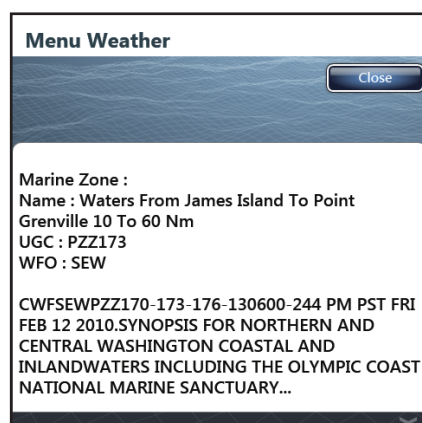 Menu Weather
Close
Marine Zone :
Name : Waters From James Island To Point
Grenville 10 To 60 Nm
UGC : PZZ173
WFO : SEW
CWFSEWPZZ170-173-176-130600-244 PM PST FRI
FEB 12 2010.SYNOPSIS FOR NORTHERN AND
CENTRAL WASHINGTON COASTAL AND
INLANDWATERS INCLUDING THE OLYMPIC COAST
NATIONAL MARINE SANCTUARY...